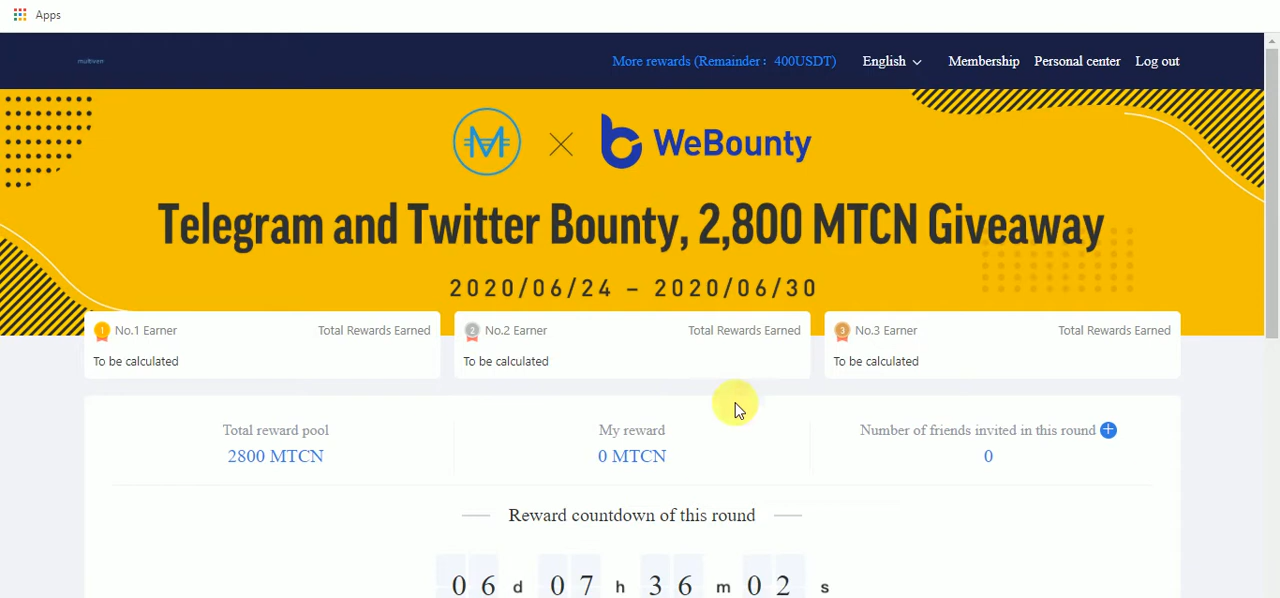 Apps
multiven
More rewards (Remainder： 400USDT)
English
Membership
Personal center
Log out
WeBounty
Telegram and Twitter Bounty, 2,800 MTCN Giveaway
2020/06/24 – 2020/06/30
1 No.1 Earner Total Rewards Earned
To be calculated
2 No.2 Earner Total Rewards Earned
To be calculated
3 No.3 Earner Total Rewards Earned
To be calculated
Total reward pool
2800 MTCN
My reward
0 MTCN
Number of friends invited in this round
0
Reward countdown of this round
06 d 07 h 36 m 02 s